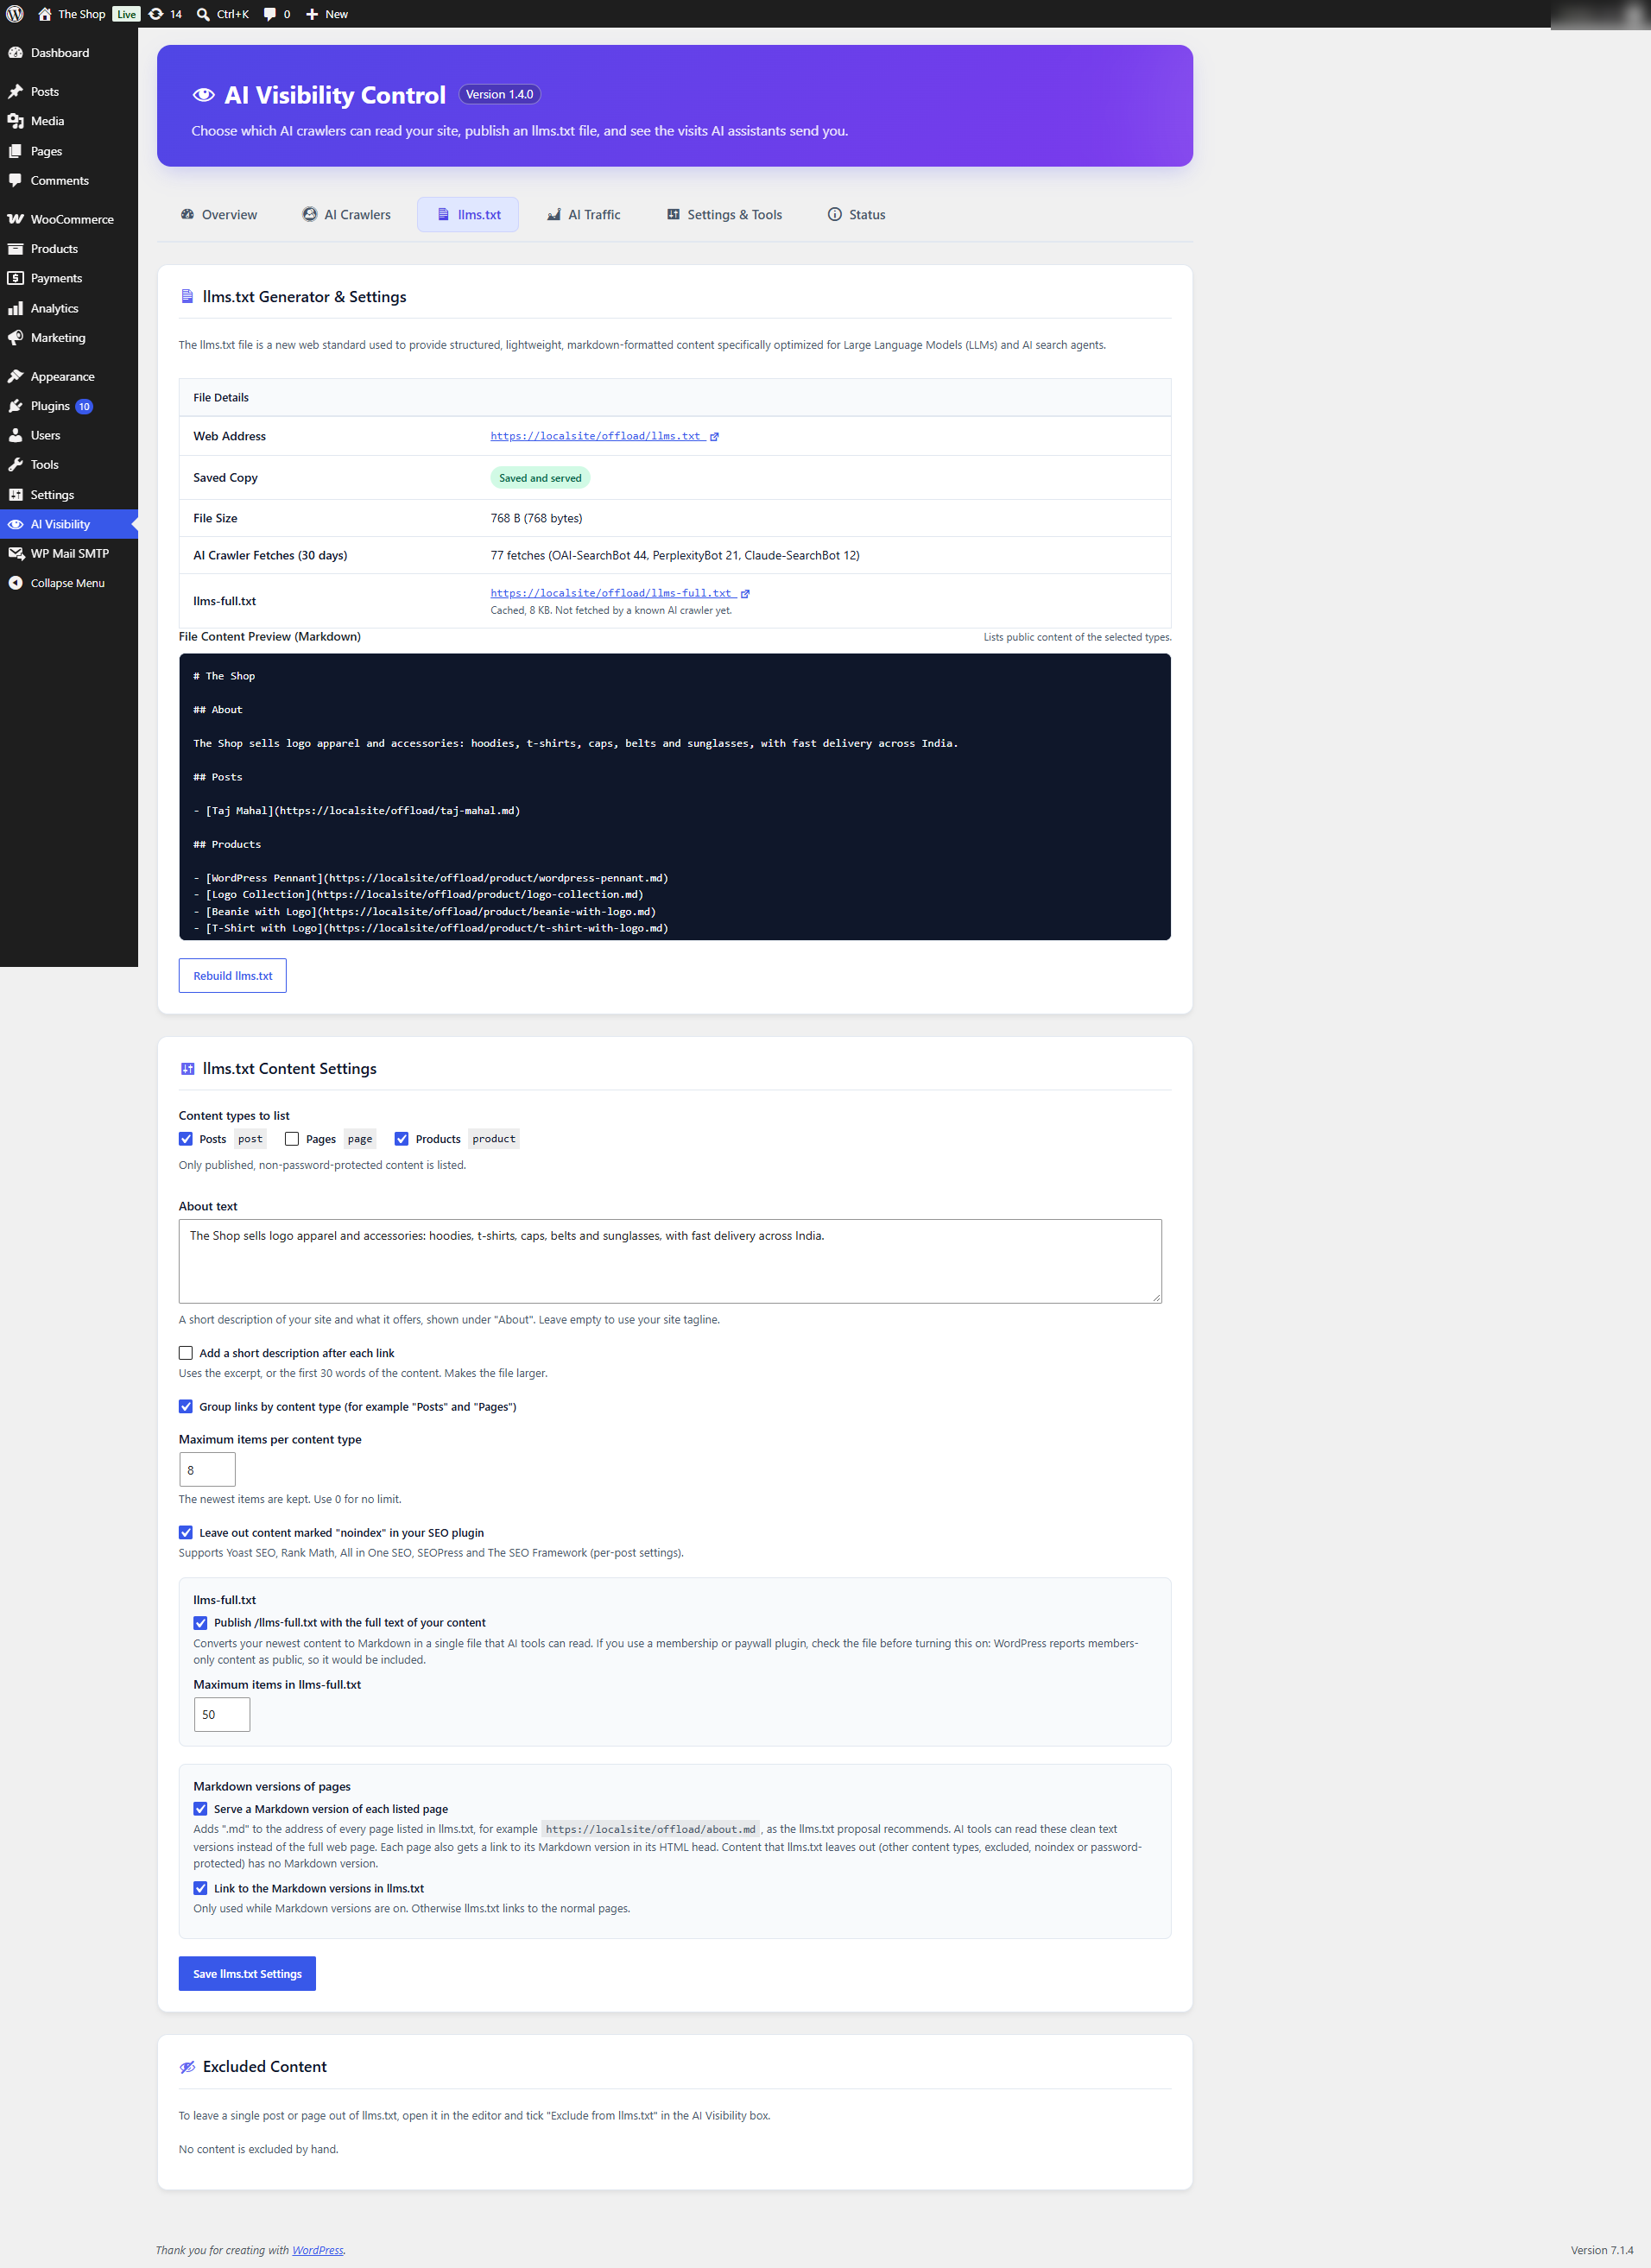 The Shop Live 14 Ctrl+K 0 New
Dashboard
Posts
Media
Pages
Comments
WooCommerce
Products
Payments
Analytics
Marketing
Appearance
Plugins 10
Users
Tools
Settings
AI Visibility
WP Mail SMTP
Collapse Menu
AI Visibility Control Version 1.4.0
Choose which AI crawlers can read your site, publish an llms.txt file, and see the visits AI assistants send you.
Overview AI Crawlers llms.txt AI Traffic Settings & Tools Status
llms.txt Generator & Settings
The llms.txt file is a new web standard used to provide structured, lightweight, markdown-formatted content specifically optimized for Large Language Models (LLMs) and AI search agents.
File Details
Web Address https://localsite/offload/llms.txt
Saved Copy Saved and served
File Size 768 B (768 bytes)
AI Crawler Fetches (30 days) 77 fetches (OAI-SearchBot 44, PerplexityBot 21, Claude-SearchBot 12)
llms-full.txt https://localsite/offload/llms-full.txt
Cached, 8 KB. Not fetched by a known AI crawler yet.
File Content Preview (Markdown) Lists public content of the selected types.
# The Shop
## About
The Shop sells logo apparel and accessories: hoodies, t-shirts, caps, belts and sunglasses, with fast delivery across India.
## Posts
- [Taj Mahal](https://localsite/offload/taj-mahal.md)
## Products
- [WordPress Pennant](https://localsite/offload/product/wordpress-pennant.md)
- [Logo Collection](https://localsite/offload/product/logo-collection.md)
- [Beanie with Logo](https://localsite/offload/product/beanie-with-logo.md)
- [T-Shirt with Logo](https://localsite/offload/product/t-shirt-with-logo.md)
Rebuild llms.txt
llms.txt Content Settings
Content types to list
Posts post Pages page Products product
Only published, non-password-protected content is listed.
About text
The Shop sells logo apparel and accessories: hoodies, t-shirts, caps, belts and sunglasses, with fast delivery across India.
A short description of your site and what it offers, shown under "About". Leave empty to use your site tagline.
Add a short description after each link
Uses the excerpt, or the first 30 words of the content. Makes the file larger.
Group links by content type (for example "Posts" and "Pages")
Maximum items per content type
8
The newest items are kept. Use 0 for no limit.
Leave out content marked "noindex" in your SEO plugin
Supports Yoast SEO, Rank Math, All in One SEO, SEOPress and The SEO Framework (per-post settings).
llms-full.txt
Publish /llms-full.txt with the full text of your content
Converts your newest content to Markdown in a single file that AI tools can read. If you use a membership or paywall plugin, check the file before turning this on: WordPress reports members-
only content as public, so it would be included.
Maximum items in llms-full.txt
50
Markdown versions of pages
Serve a Markdown version of each listed page
Adds ".md" to the address of every page listed in llms.txt, for example https://localsite/offload/about.md, as the llms.txt proposal recommends. AI tools can read these clean text
versions instead of the full web page. Each page also gets a link to its Markdown version in its HTML head. Content that llms.txt leaves out (other content types, excluded, noindex or password-
protected) has no Markdown version.
Link to the Markdown versions in llms.txt
Only used while Markdown versions are on. Otherwise llms.txt links to the normal pages.
Save llms.txt Settings
Excluded Content
To leave a single post or page out of llms.txt, open it in the editor and tick "Exclude from llms.txt" in the AI Visibility box.
No content is excluded by hand.
Thank you for creating with WordPress. Version 7.1.4